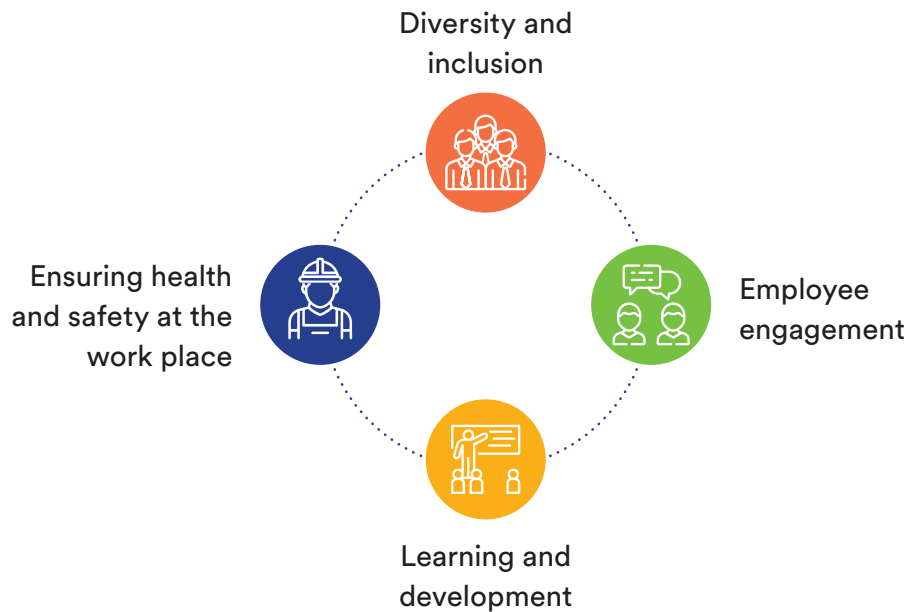 Diversity and
inclusion
Ensuring health
and safety at the
work place
Employee
engagement
Learning and
development